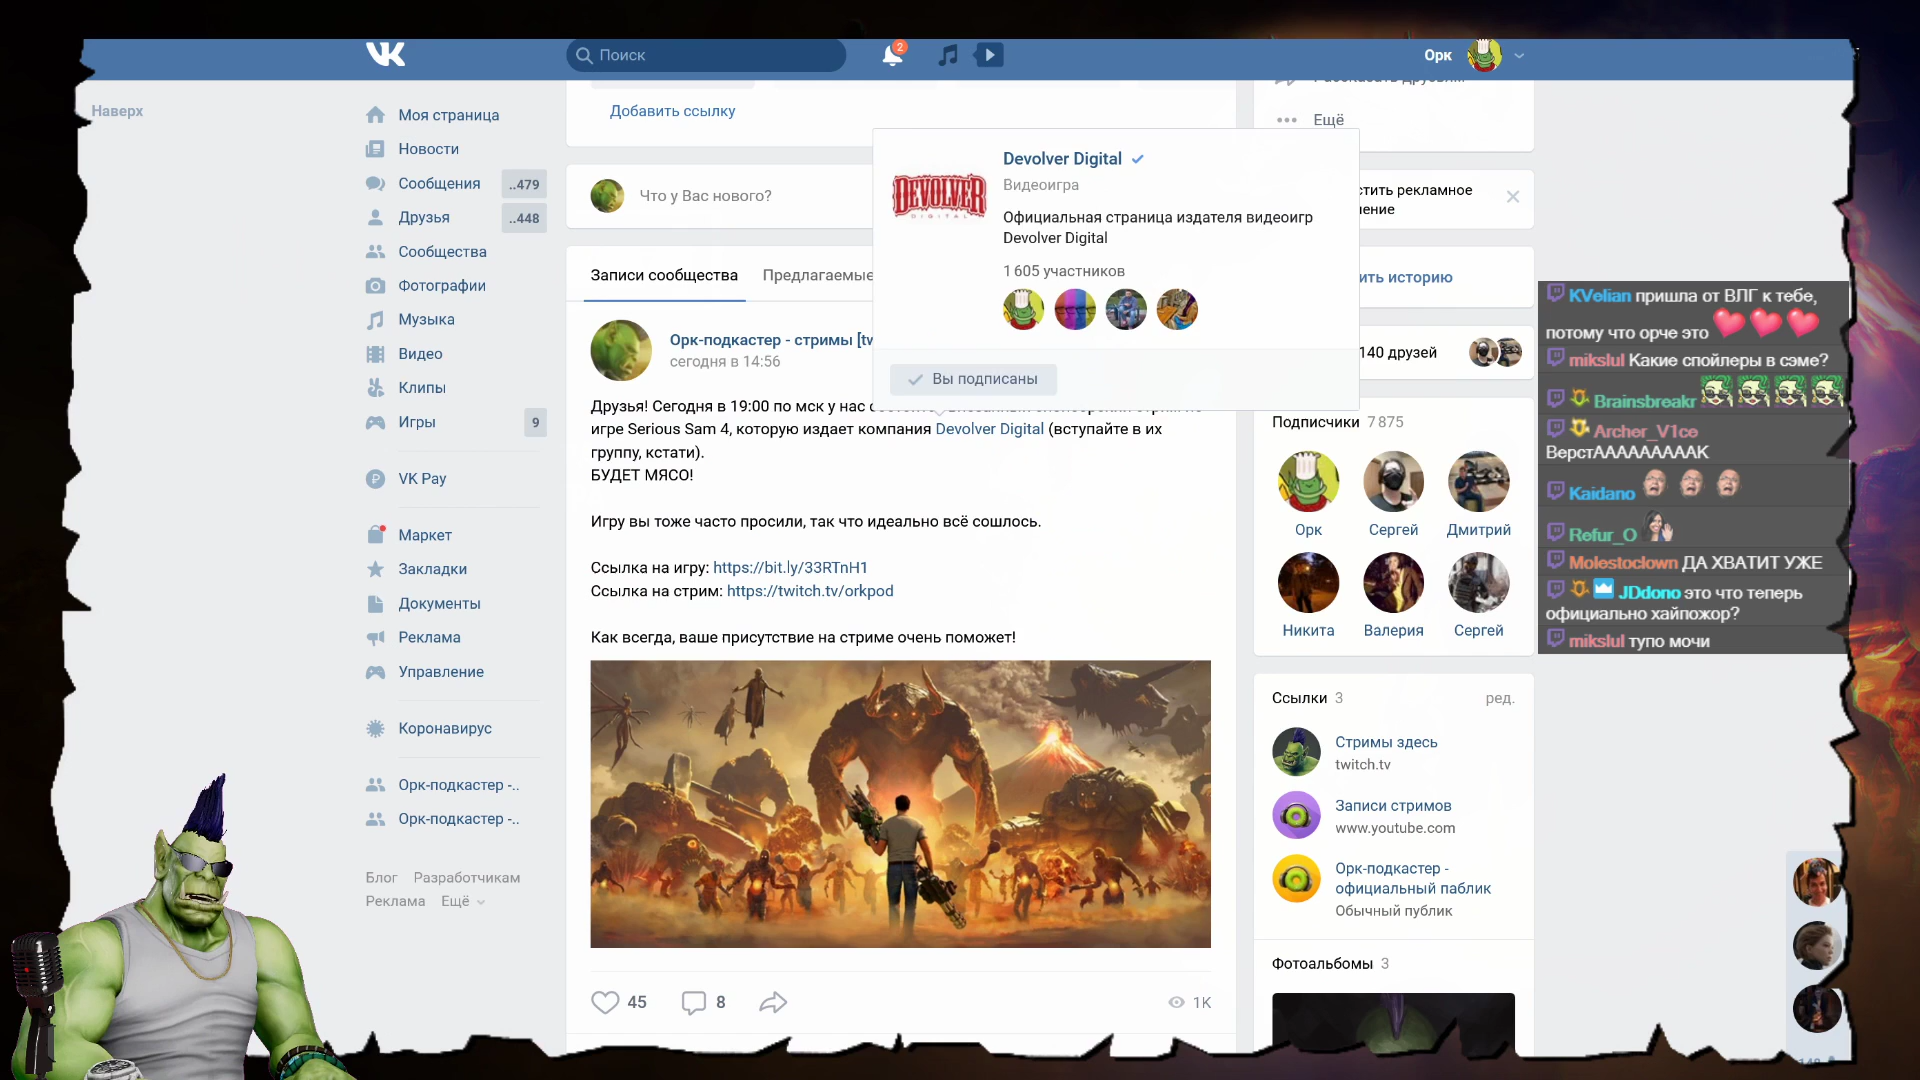 Поиск
2
Орк
Наверх
Моя страница
Новости
Сообщения ..479
Друзья ..448
Сообщества
Фотографии
Музыка
Видео
Клипы
Игры 9
VK Pay
Маркет
Закладки
Документы
Реклама
Управление
Коронавирус
Орк-подкастер -..
Орк-подкастер -..
Блог Разработчикам
Реклама Ещё
Добавить ссылку
Что у Вас нового?
Записи сообщества Предлагаемые
Орк-подкастер - стримы [tw
сегодня в 14:56
Друзья! Сегодня в 19:00 по мск у нас
игре Serious Sam 4, которую издает компания Devolver Digital (вступайте в их
группу, кстати).
БУДЕТ МЯСО!
Игру вы тоже часто просили, так что идеально всё сошлось.
Ссылка на игру: https://bit.ly/33RTnH1
Ссылка на стрим: https://twitch.tv/orkpod
Как всегда, ваше присутствие на стриме очень поможет!
45 8 1K
DEVOLVER
DIGITAL
Devolver Digital
Видеоигра
Официальная страница издателя видеоигр
Devolver Digital
1 605 участников
Вы подписаны
Ещё
стить рекламное
ение
ить историю
140 друзей
Подписчики 7 875
Орк Сергей Дмитрий
Никита Валерия Сергей
Ссылки 3 ред.
Стримы здесь
twitch.tv
Записи стримов
www.youtube.com
Орк-подкастер -
официальный паблик
Обычный публик
Фотоальбомы 3
KVelian пришла от ВЛГ к тебе,
потому что орче это
mikslul Какие спойлеры в сэме?
Brainsbreakr
Archer_V1ce
ВерстАААААААААК
Kaidano
Refur_O
Molestoclown ДА ХВАТИТ УЖЕ
JDdono это что теперь
официально хайпожор?
mikslul тупо мочи